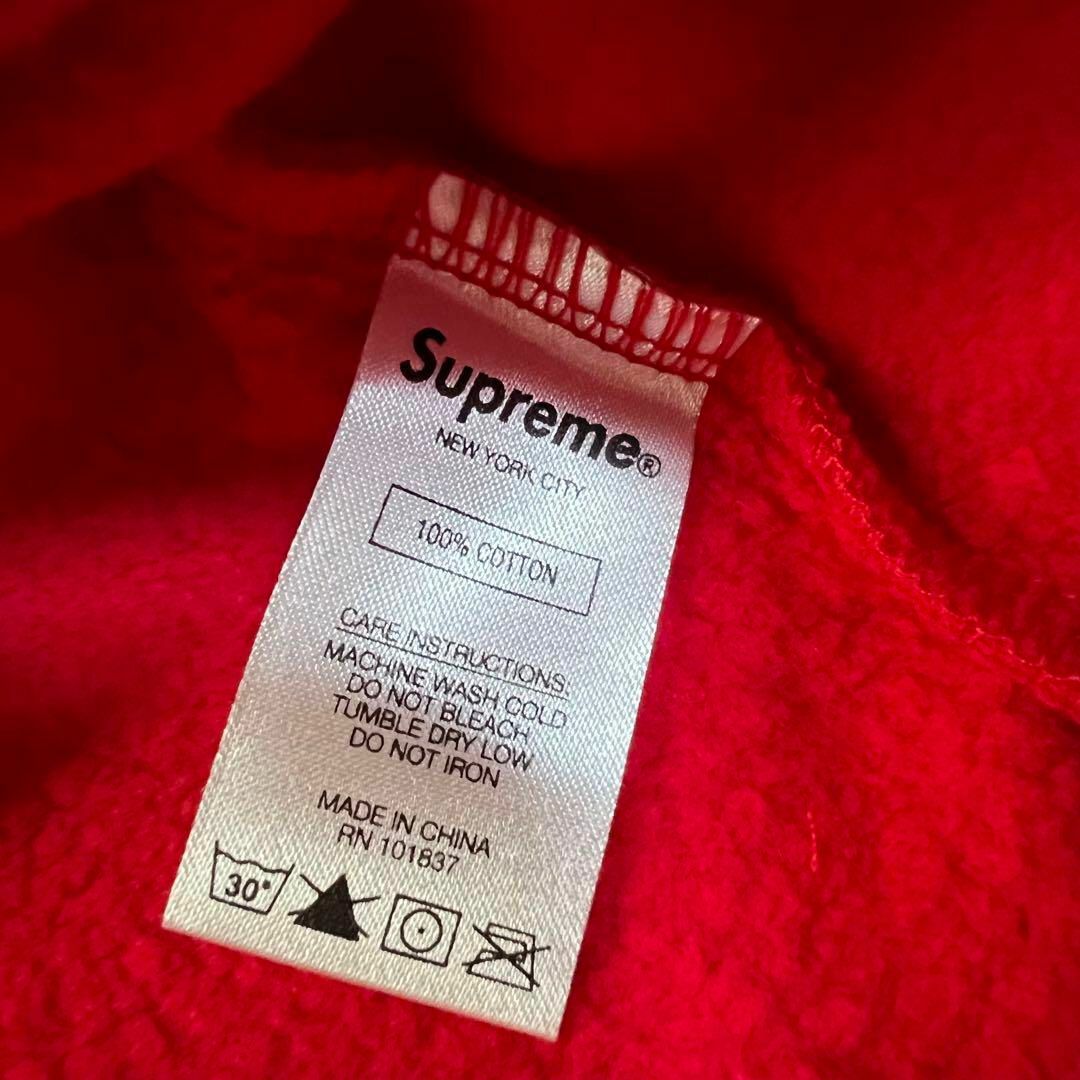 Supreme®
NEW YORK CITY
100% COTTON
CARE INSTRUCTIONS:
MACHINE WASH COLD
DO NOT BLEACH
TUMBLE DRY LOW
DO NOT IRON
MADE IN CHINA
RN 101837
30°